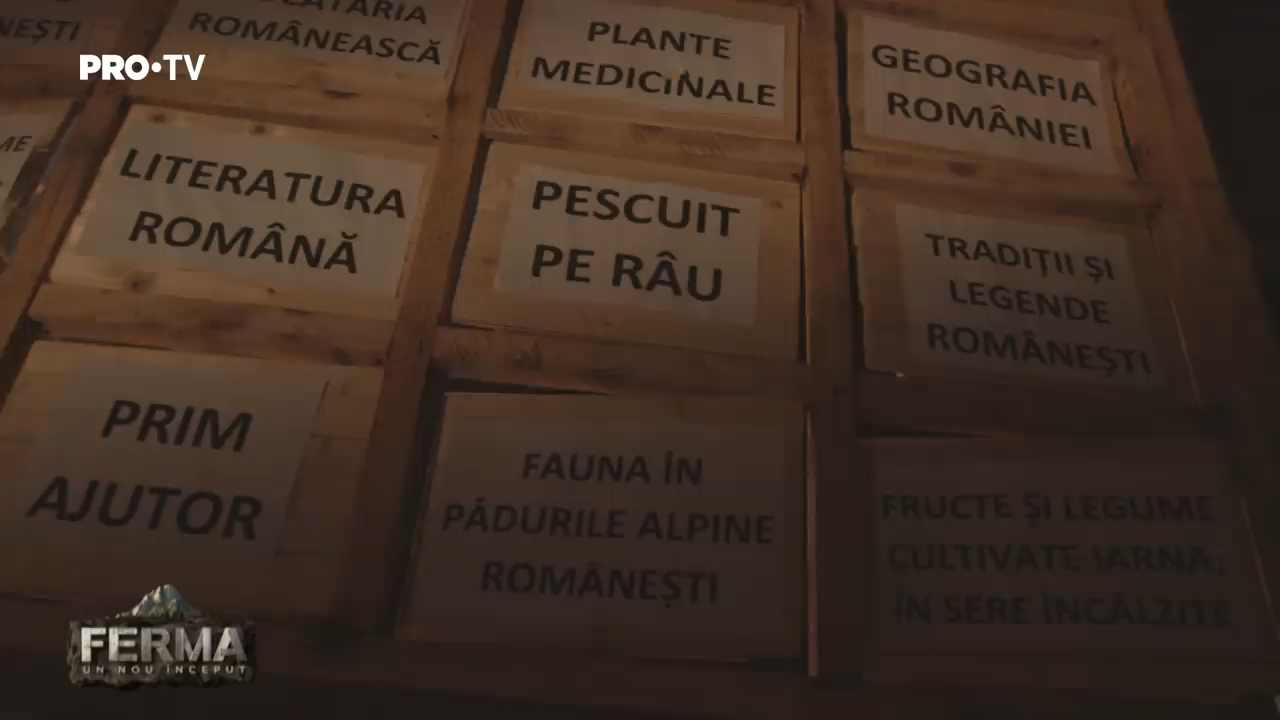 ROMÂNEASCĂ
PLANTE
MEDICiNALE
GEOGRAFIA
ROMÂNIEI
PRO•TV
LITERATURA
ROMÂNĂ
PESCUIT
PE RÂU
TRADIȚII ȘI
LEGENDE
ROMÂNEȘTI
PRIM
AJUTOR
FAUNA ÎN
PĂDURILE ALPINE
ROMÂNEȘTI
FRUCTE ȘI LEGUME
CULTIVATE IARNA,
ÎN SERE ÎNCĂLZITE
FERMA
UN NOU ÎNCEPUT